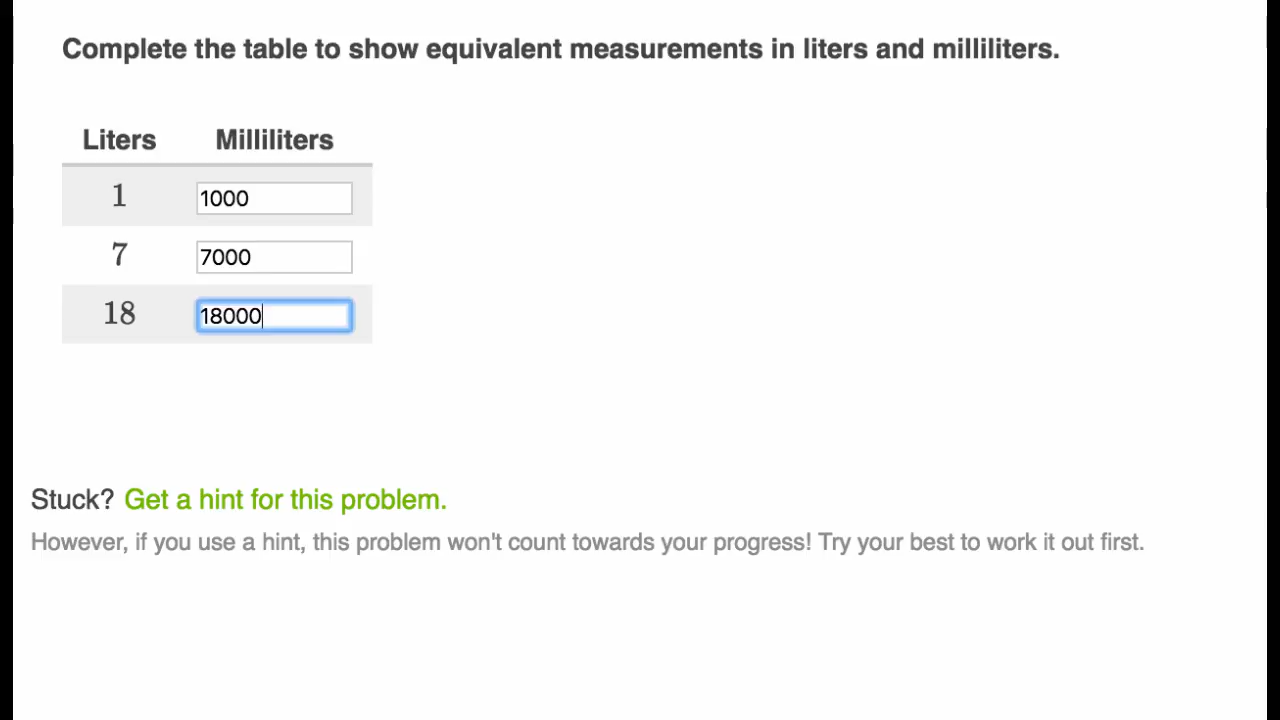 Complete the table to show equivalent measurements in liters and milliliters.
Liters Milliliters
1 1000
7 7000
18 18000
Stuck? Get a hint for this problem.
However, if you use a hint, this problem won't count towards your progress! Try your best to work it out first.